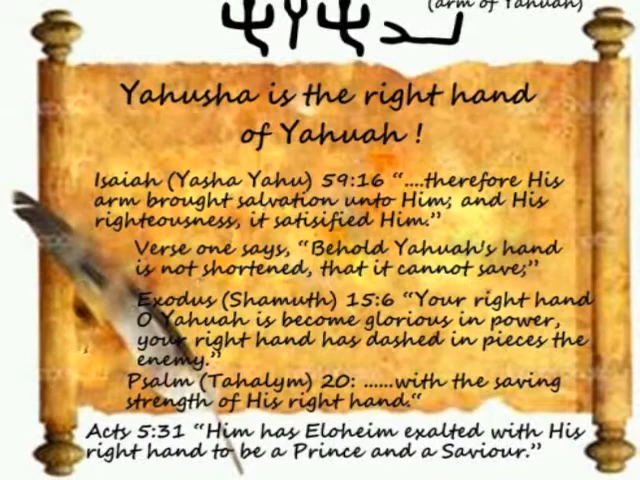 (arm of Yahuah)
Yahusha is the right hand
of Yahuah !
Isaiah (Yasha Yahu) 59:16 “....therefore His
arm brought salvation unto Him; and His
righteousness, it satisified Him.”
Verse one says, “Behold Yahuah's hand
is not shortened, that it cannot save;”
Exodus (Shamuth) 15:6 “Your right hand
O Yahuah is become glorious in power,
your right hand has dashed in pieces the
enemy.”
Psalm (Tahalym) 20: ......with the saving
strength of His right hand.“
Acts 5:31 “Him has Eloheim exalted with His
right hand to be a Prince and a Saviour.”